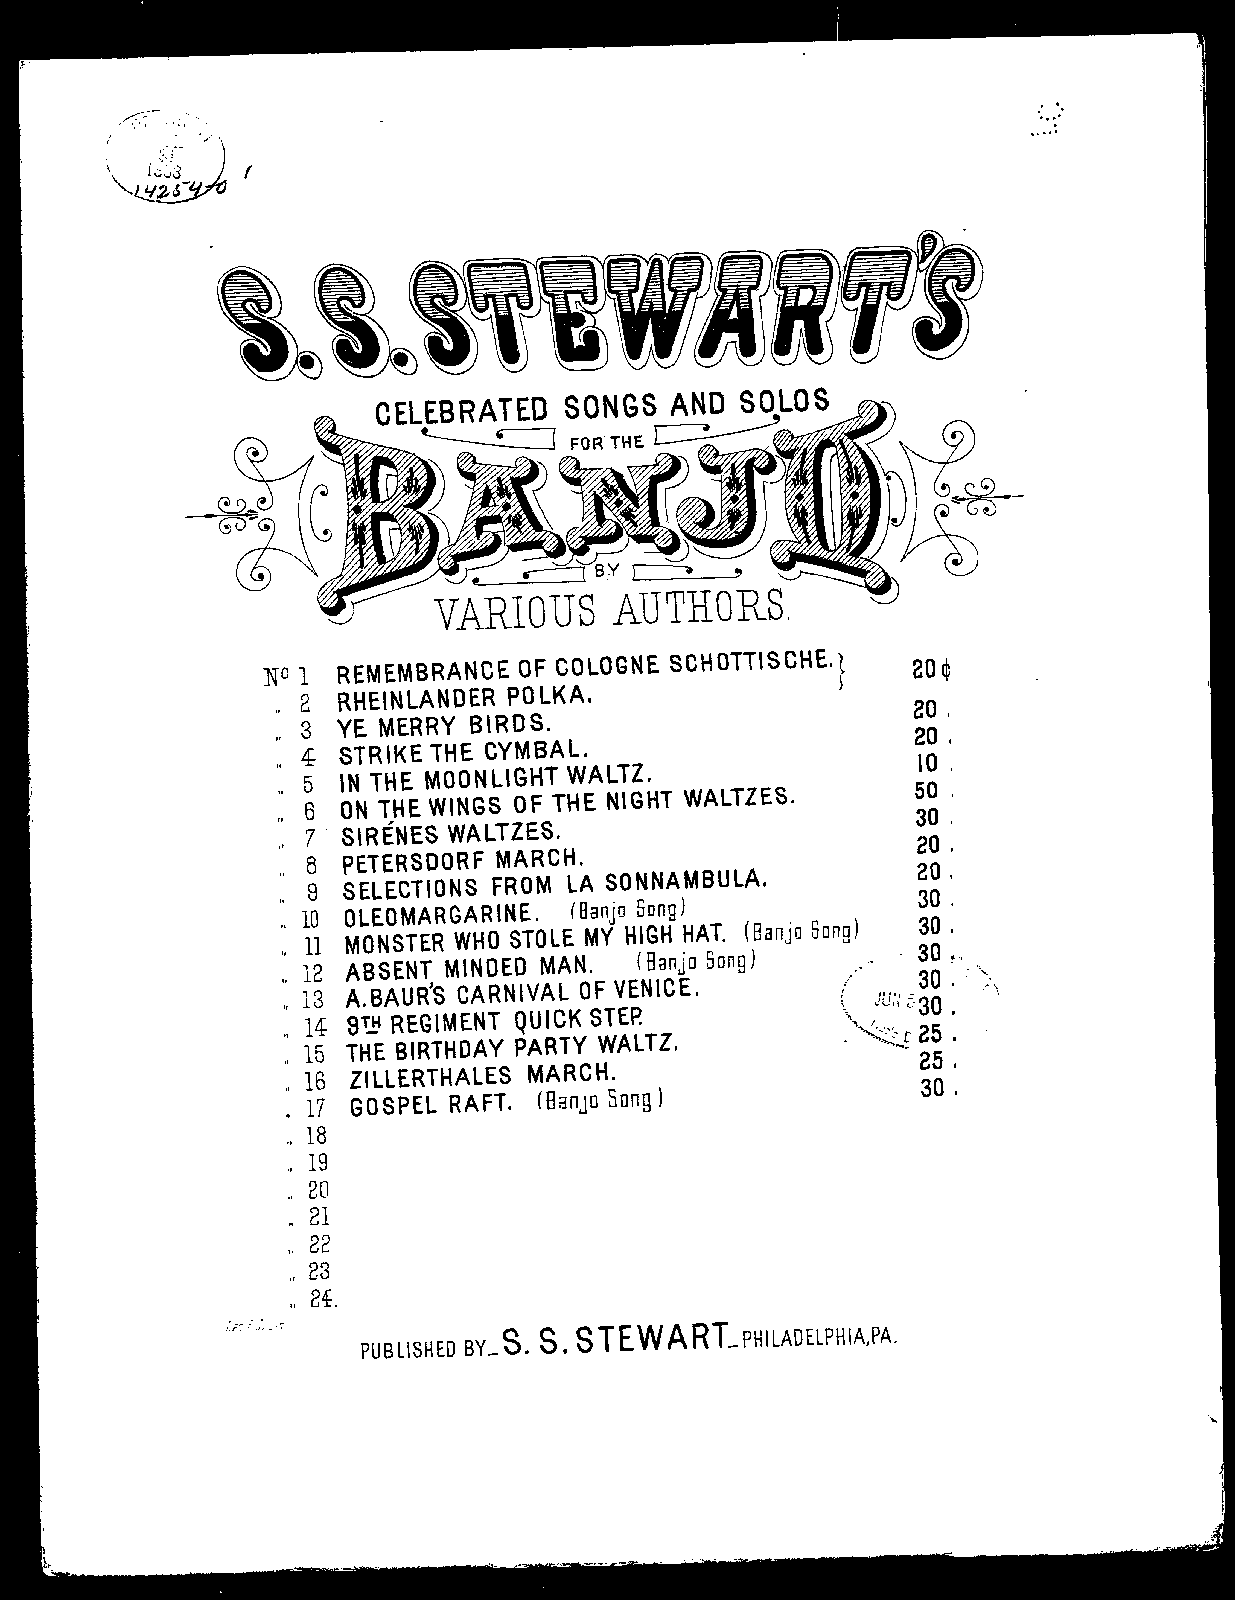 14254-0
S.S. STEWART'S
CELEBRATED SONGS AND SOLOS
FOR THE
BANJO
BY
VARIOUS AUTHORS.
No 1 REMEMBRANCE OF COLOGNE SCHOTTISCHE. } 20¢
„ 2 RHEINLANDER POLKA.
„ 3 YE MERRY BIRDS. 20 .
„ 4 STRIKE THE CYMBAL. 20 .
„ 5 IN THE MOONLIGHT WALTZ. 10 .
„ 6 ON THE WINGS OF THE NIGHT WALTZES. 50 .
„ 7 SIRÉNES WALTZES. 30 .
„ 8 PETERSDORF MARCH. 20 .
„ 9 SELECTIONS FROM LA SONNAMBULA. 20 .
„ 10 OLEOMARGARINE. (Banjo Song) 30 .
„ 11 MONSTER WHO STOLE MY HIGH HAT. (Banjo Song) 30 .
„ 12 ABSENT MINDED MAN. (Banjo Song) 30 .
„ 13 A. BAUR'S CARNIVAL OF VENICE. 30 .
„ 14 9TH REGIMENT QUICK STEP. 30 .
„ 15 THE BIRTHDAY PARTY WALTZ. 25 .
„ 16 ZILLERTHALES MARCH. 25 .
„ 17 GOSPEL RAFT. (Banjo Song) 30 .
„ 18
„ 19
„ 20
„ 21
„ 22
„ 23
„ 24.
JUN
PUBLISHED BY_ S. S. STEWART_ PHILADELPHIA, PA.